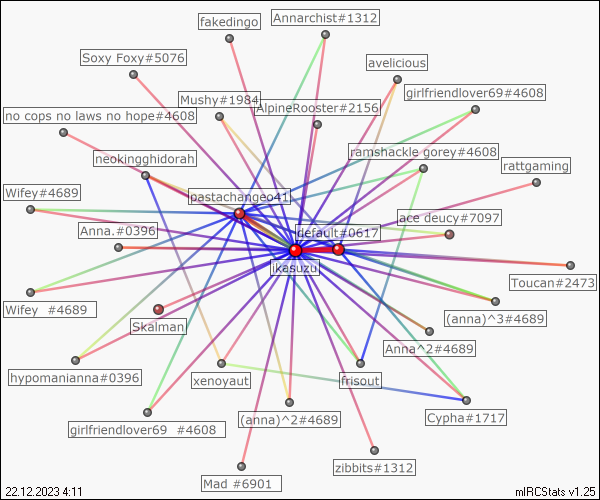 fakedingo
Annarchist#1312
Soxy Foxy#5076
avelicious
girlfriendlover69#4608
Mushy#1984
AlpineRooster#2156
no cops no laws no hope#4608
ramshackle gorey#4608
neokingghidorah
rattgaming
Wifey#4689
pastachangeo41
ace deucy#7097
Anna.#0396
default#0617
ikasuzu
Toucan#2473
Wifey  #4689
(anna)^3#4689
Skalman
Anna^2#4689
hypomanianna#0396
xenoyaut
frisout
(anna)^2#4689
Cypha#1717
girlfriendlover69  #4608
zibbits#1312
Mad #6901
22.12.2023 4:11
mIRCStats v1.25